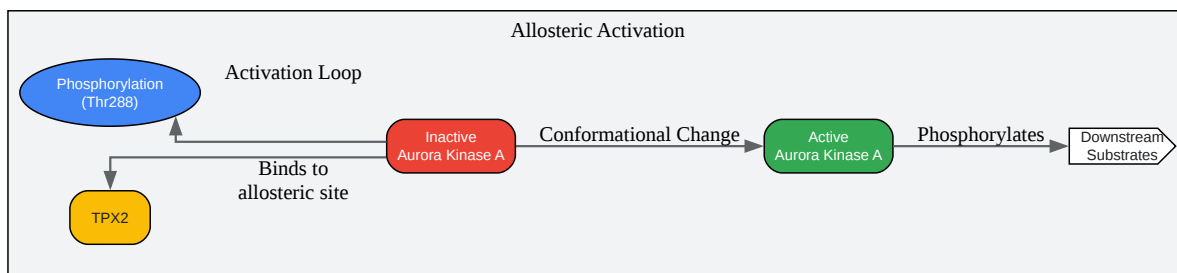 Allosteric Activation
Phosphorylation
(Thr288)
Activation Loop
Inactive
Aurora Kinase A
Conformational Change
Active
Aurora Kinase A
Phosphorylates
Downstream
Substrates
Binds to
allosteric site
TPX2